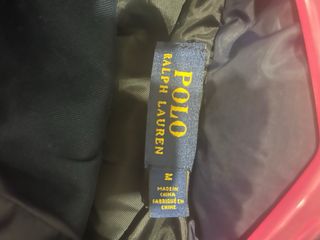 POLO
RALPH LAUREN
M
MADE IN
CHINA
FABRIQUÉ EN
CHINE